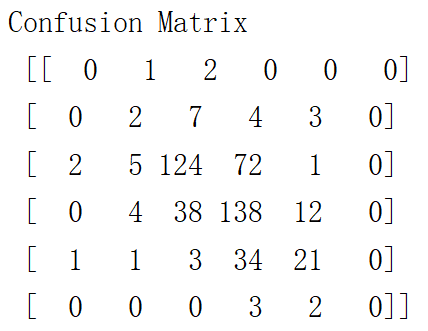 Confusion Matrix
[[ 0 1 2 0 0 0]
[ 0 2 7 4 3 0]
[ 2 5 124 72 1 0]
[ 0 4 38 138 12 0]
[ 1 1 3 34 21 0]
[ 0 0 0 3 2 0]]